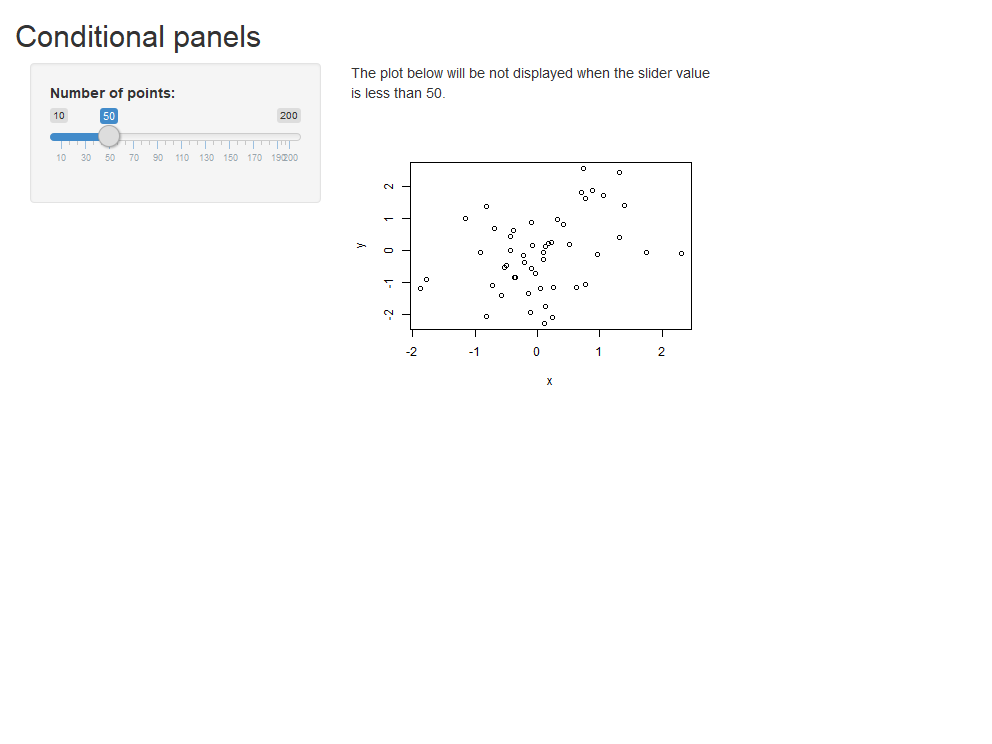 Conditional panels
Number of points:
10 50 200
10 30 50 70 90 110 130 150 170 190 200
The plot below will be not displayed when the slider value
is less than 50.
2
1
0
-1
-2
y
-2 -1 0 1 2
x